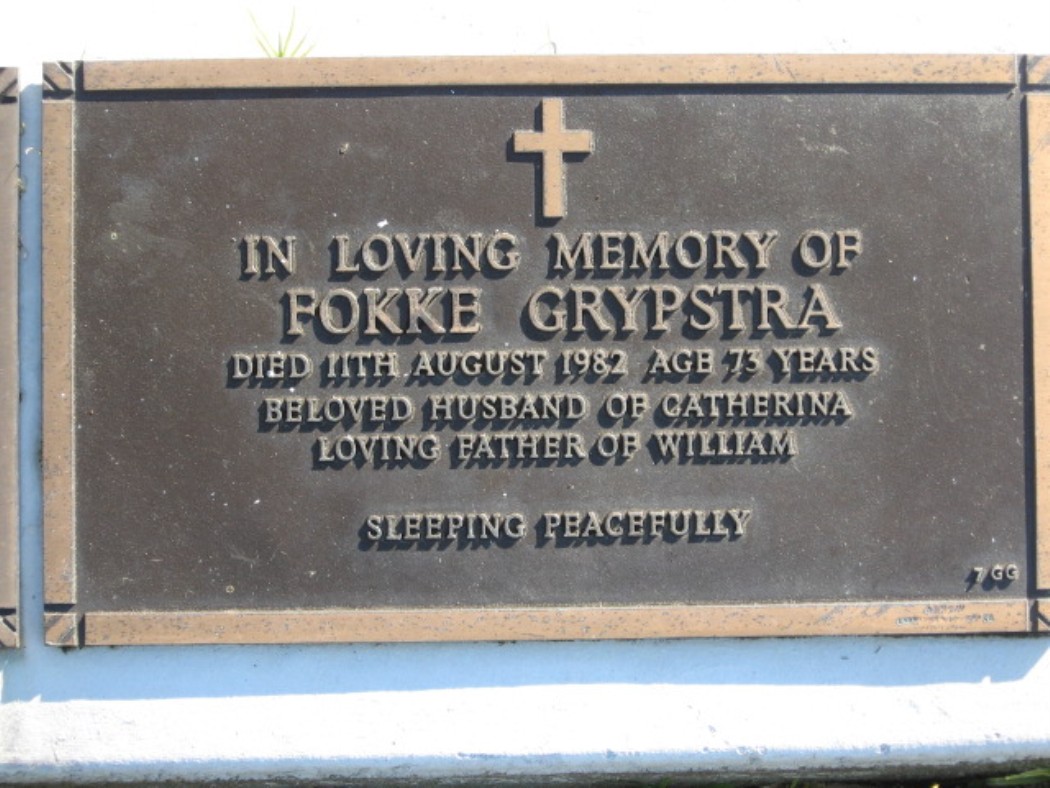 IN LOVING MEMORY OF
FOKKE GRYPSTRA
DIED 11TH AUGUST 1982 AGE 73 YEARS
BELOVED HUSBAND OF CATHERINA
LOVING FATHER OF WILLIAM
SLEEPING PEACEFULLY
7 GG